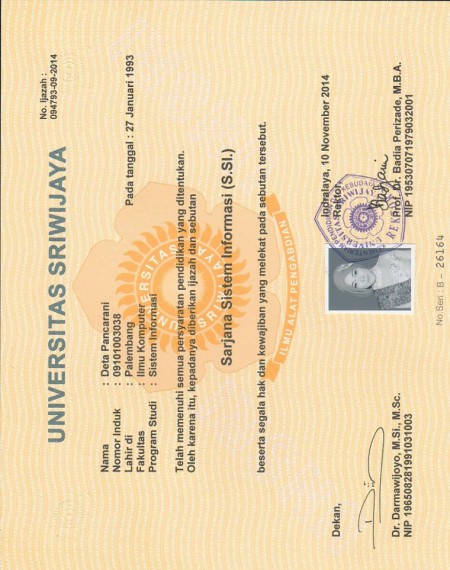 No. Ijazah :
094793-09-2014
UNIVERSITAS SRIWIJAYA
Nama : Deta Pancarani
Nomor Induk : 09101003038
Lahir di : Palembang Pada tanggal : 27 Januari 1993
Fakultas : Ilmu Komputer
Program Studi : Sistem Informasi
Telah memenuhi semua persyaratan pendidikan yang ditentukan.
Oleh karena itu, kepadanya diberikan ijazah dan sebutan
Sarjana Sistem Informasi (S.SI.)
beserta segala hak dan kewajiban yang melekat pada sebutan tersebut.
ILMU ALAT PENGABDIAN
Indralaya, 10 November 2014
Dekan, Rektor,
Dr. Darmawijoyo, M.Si., M.Sc. Prof. Dr. Badia Perizade, M.B.A.
NIP 196508281991031003 NIP 195307071979032001
No.Seri : B - 26164